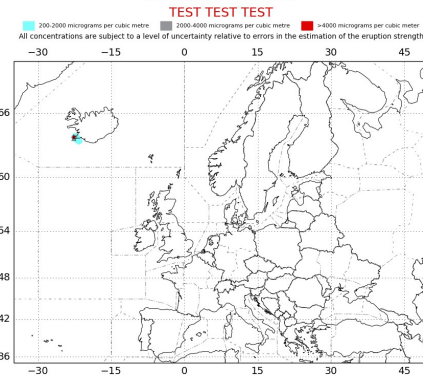 TEST TEST TEST
200-2000 micrograms per cubic metre 2000-4000 micrograms per cubic metre >4000 micrograms per cubic meter
All concentrations are subject to a level of uncertainty relative to errors in the estimation of the eruption strength
−30 −15 0 15 30 45
66
60
54
48
42
36
−30 −15 0 15 30 45